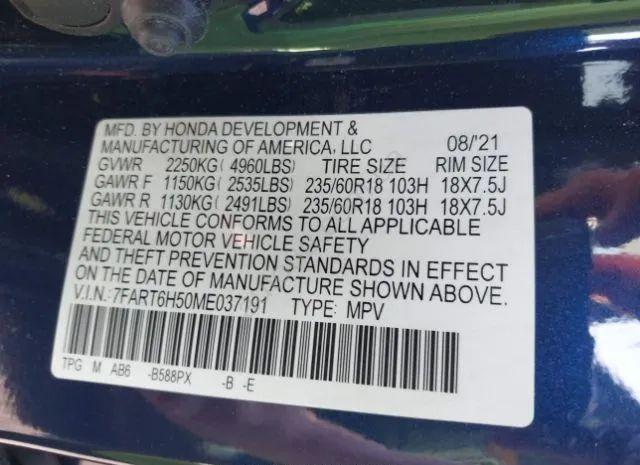 MFD. BY HONDA DEVELOPMENT &
MANUFACTURING OF AMERICA, LLC 08/'21
GVWR 2250KG( 4960LBS) TIRE SIZE RIM SIZE
GAWR F 1150KG( 2535LBS) 235/60R18 103H 18X7.5J
GAWR R 1130KG( 2491LBS) 235/60R18 103H 18X7.5J
THIS VEHICLE CONFORMS TO ALL APPLICABLE
FEDERAL MOTOR VEHICLE SAFETY
AND THEFT PREVENTION STANDARDS IN EFFECT
ON THE DATE OF MANUFACTURE SHOWN ABOVE.
V.I.N.:7FART6H50ME037191 TYPE: MPV
TPG M AB6 -B588PX -B -E